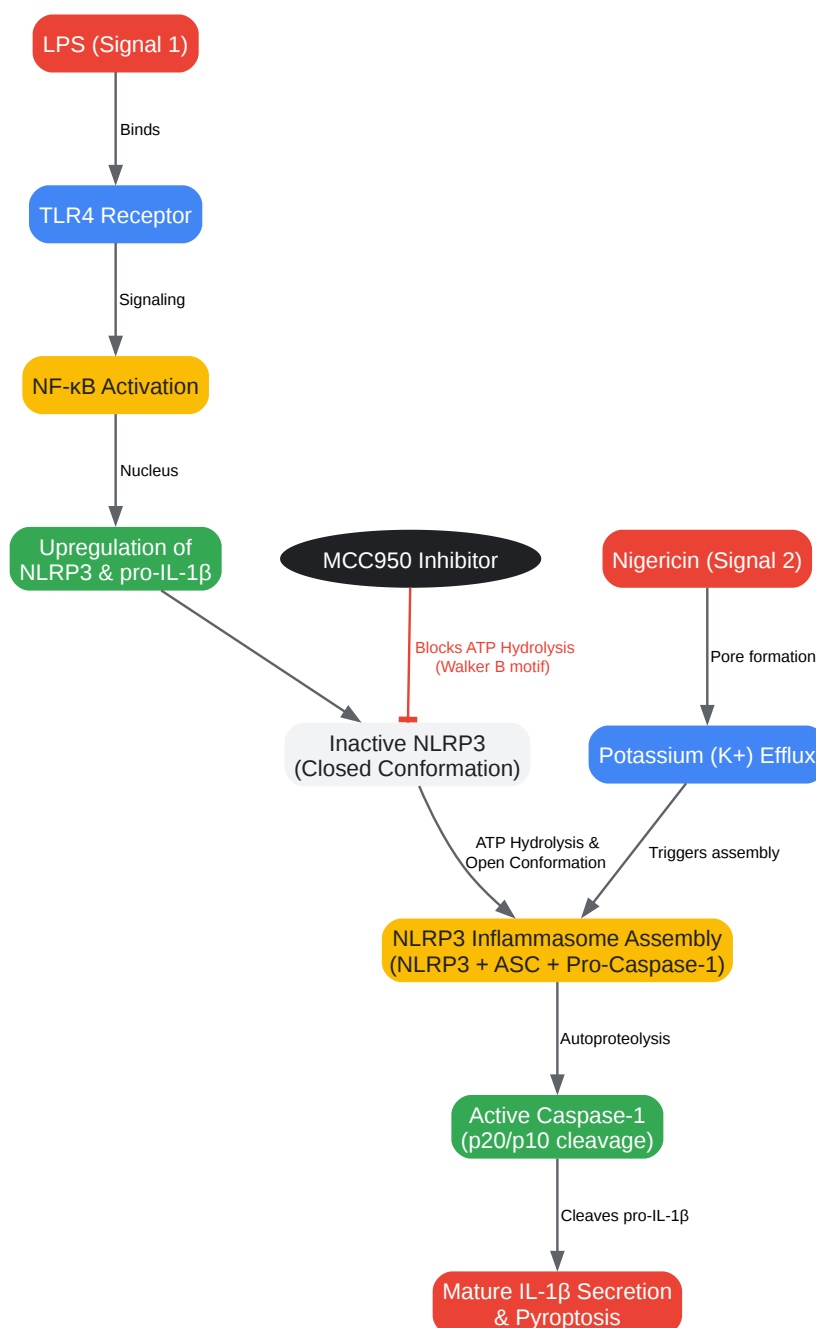 LPS (Signal 1)
Binds
TLR4 Receptor
Signaling
NF-κB Activation
Nucleus
Upregulation of
NLRP3 & pro-IL-1β
MCC950 Inhibitor
Nigericin (Signal 2)
Blocks ATP Hydrolysis
(Walker B motif)
Pore formation
Inactive NLRP3
(Closed Conformation)
Potassium (K+) Efflux
ATP Hydrolysis &
Open Conformation
Triggers assembly
NLRP3 Inflammasome Assembly
(NLRP3 + ASC + Pro-Caspase-1)
Autoproteolysis
Active Caspase-1
(p20/p10 cleavage)
Cleaves pro-IL-1β
Mature IL-1β Secretion
& Pyroptosis